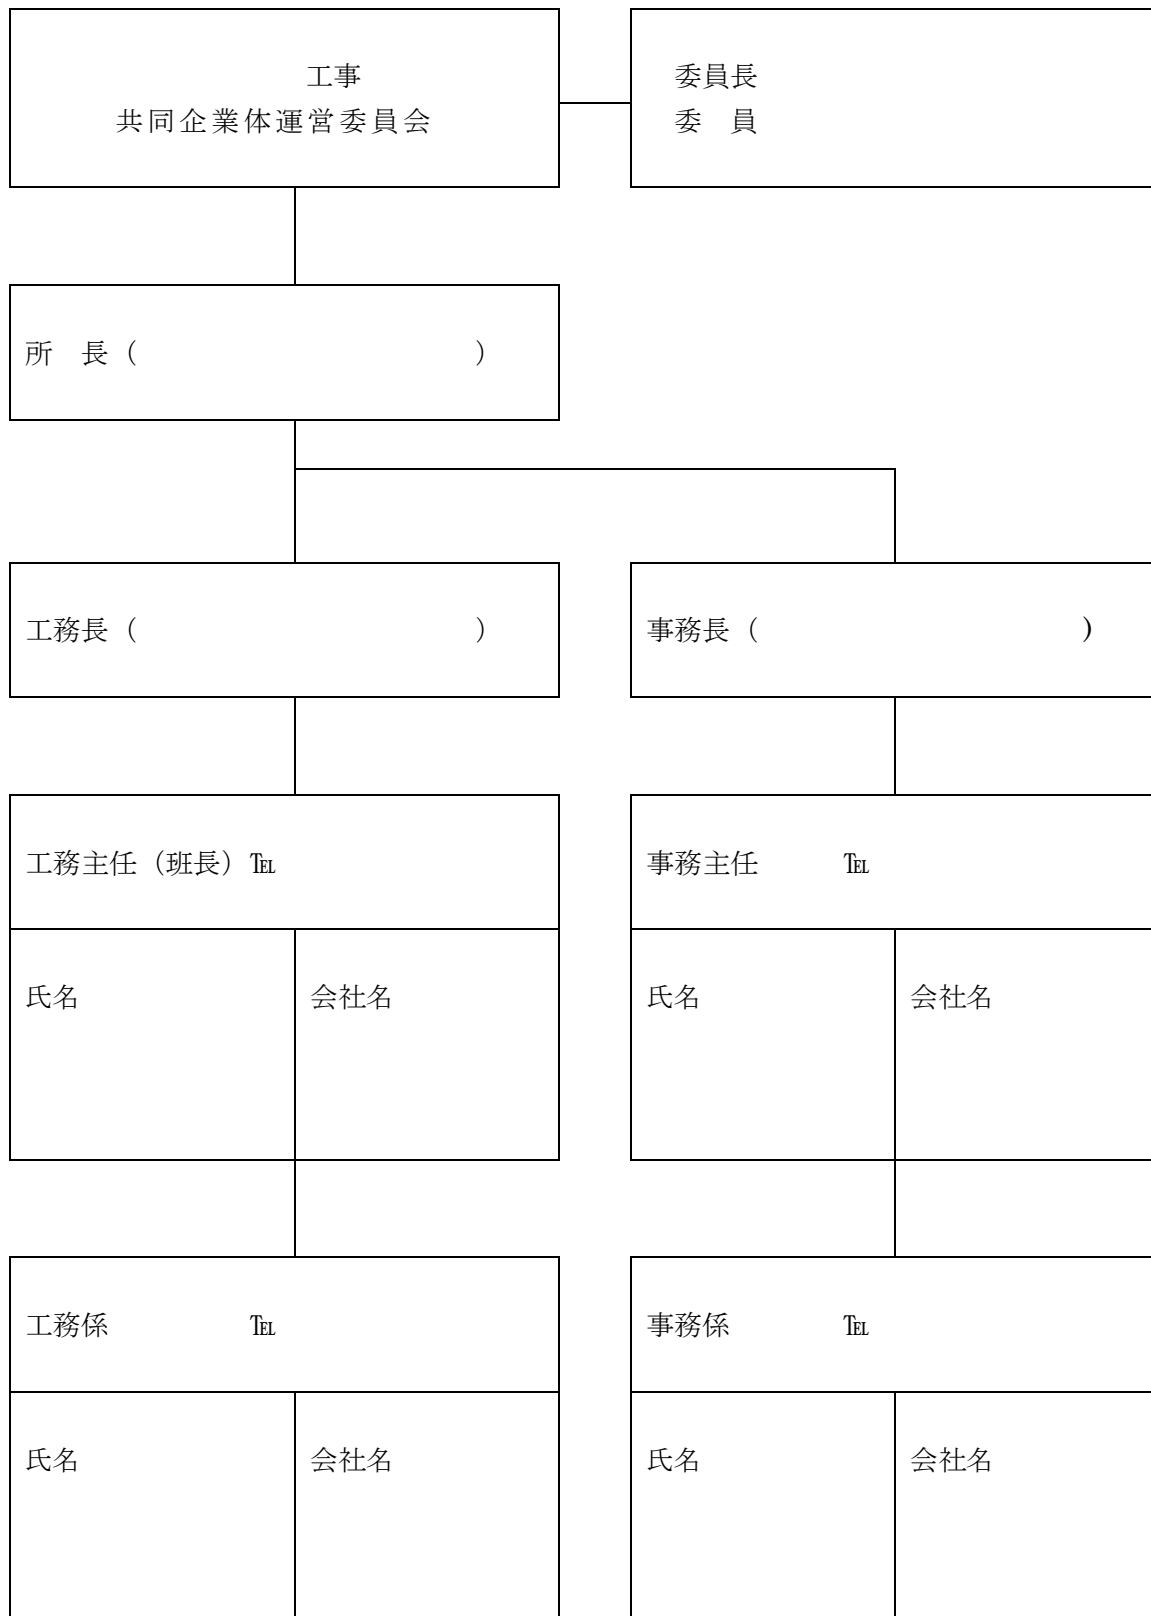 工事
共同企業体運営委員会
委員長
委　員
所　長（　　　　　　　　　　　　）
工務長（　　　　　　　　　　　　）
事務長（　　　　　　　　　　　　）
工務主任（班長）℡
事務主任　　　℡
氏名
会社名
氏名
会社名
工務係　　　　　℡
事務係　　　　℡
氏名
会社名
氏名
会社名